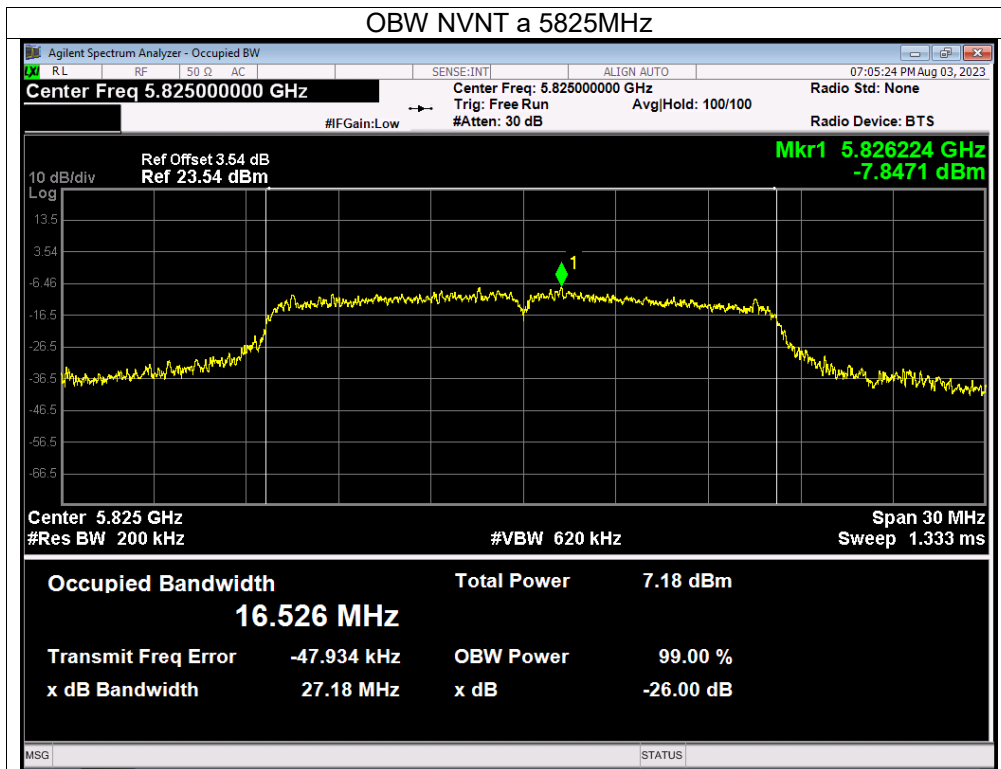 OBW NVNT a 5825MHz
Agilent Spectrum Analyzer - Occupied BW
LXI RL RF 50 Ω AC SENSE:INT ALIGN AUTO 07:05:24 PM Aug 03, 2023
Center Freq 5.825000000 GHz Center Freq: 5.825000000 GHz Radio Std: None
Trig: Free Run Avg|Hold: 100/100
#IFGain:Low #Atten: 30 dB Radio Device: BTS
Mkr1 5.826224 GHz
-7.8471 dBm
Ref Offset 3.54 dB
10 dB/div Ref 23.54 dBm
Log
13.5
3.54
1
-6.46
-16.5
-26.5
-36.5
-46.5
-56.5
-66.5
Center 5.825 GHz Span 30 MHz
#Res BW 200 kHz #VBW 620 kHz Sweep 1.333 ms
Occupied Bandwidth Total Power 7.18 dBm
16.526 MHz
Transmit Freq Error -47.934 kHz OBW Power 99.00 %
x dB Bandwidth 27.18 MHz x dB -26.00 dB
MSG STATUS